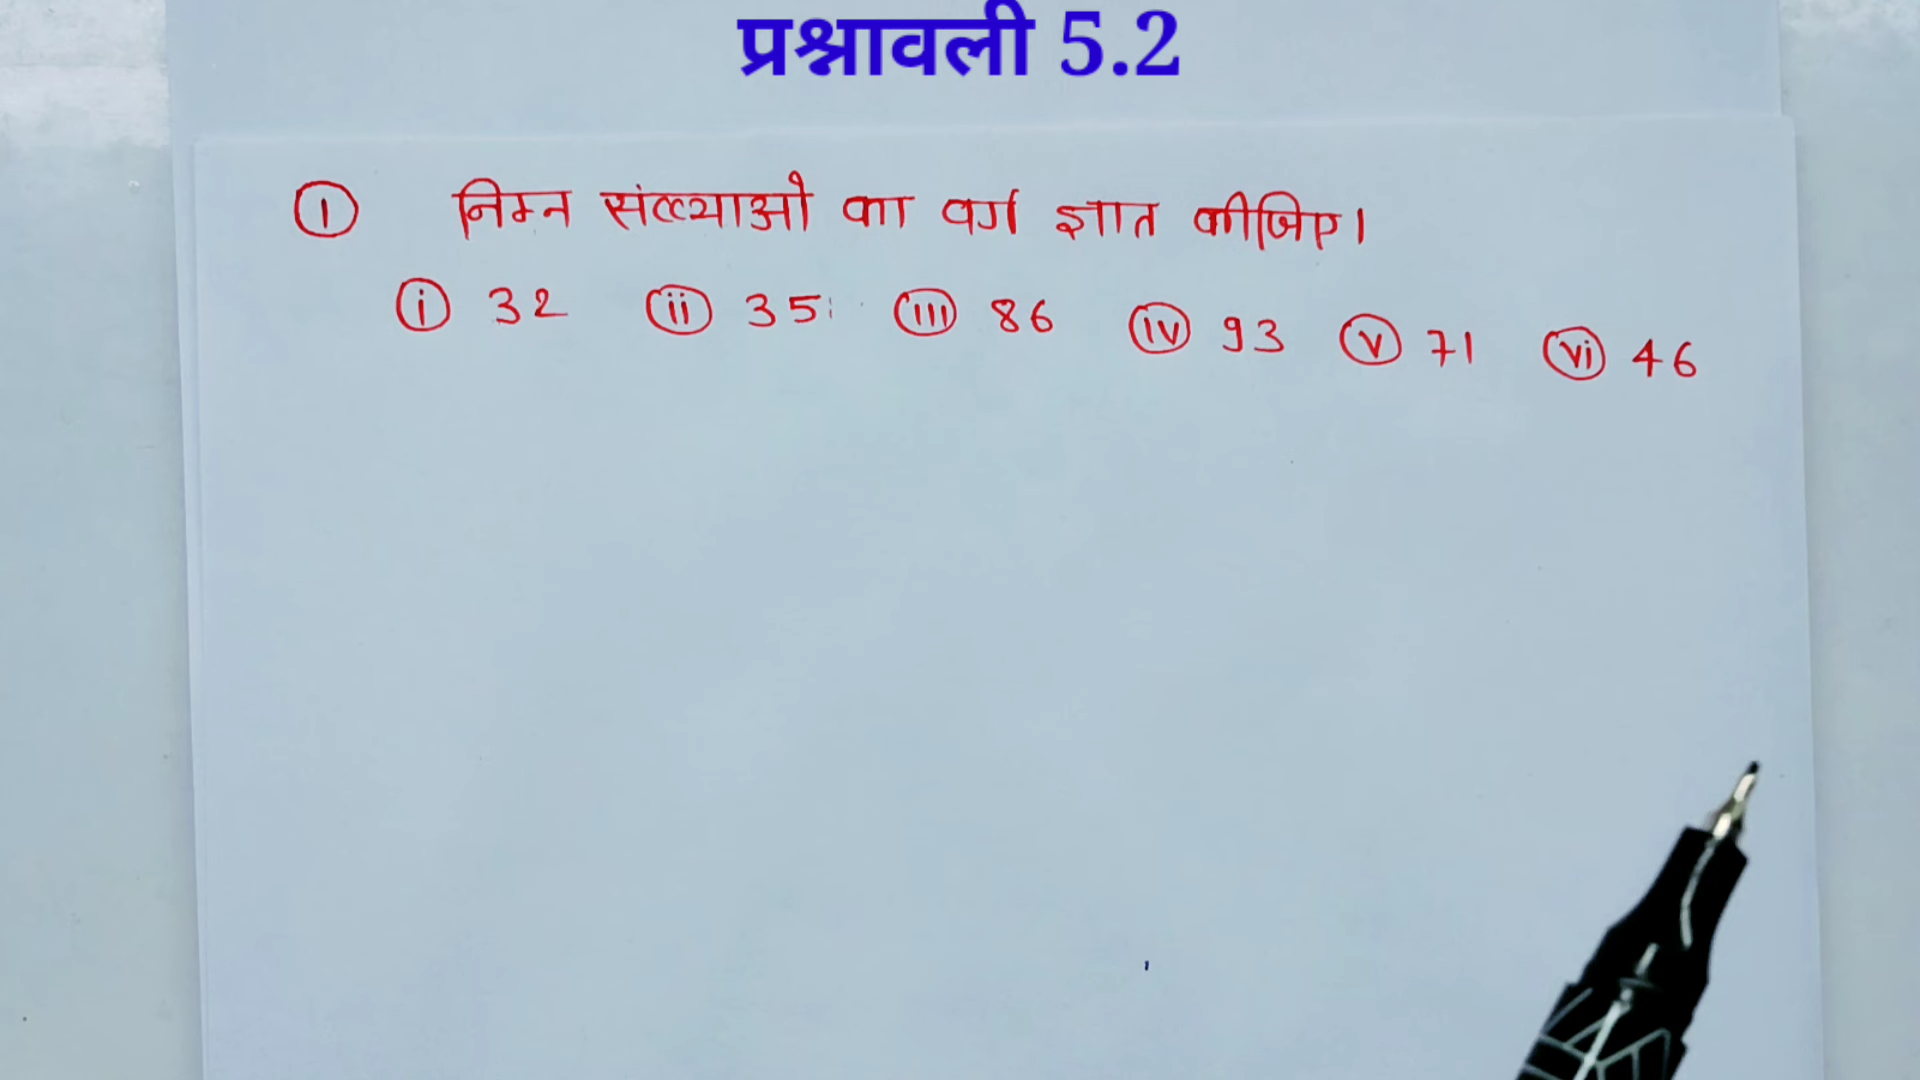 प्रश्नावली 5.2
① निम्न संख्याओ का वर्ग ज्ञात कीजिए।
ⓘ 32 ⅱ 35 ⅲ 86 ⅳ 93 ⅴ 71 ⅵ 46